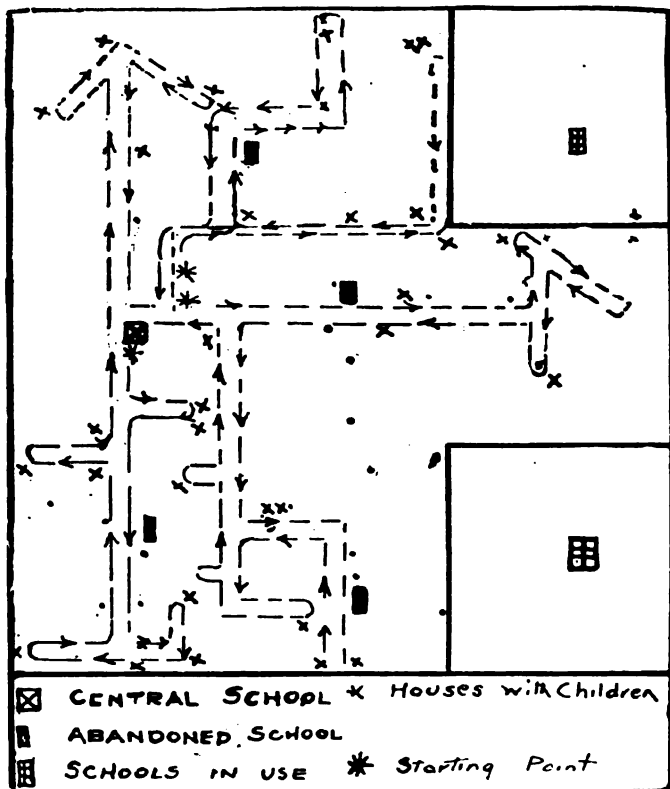 CENTRAL SCHOOL x Houses with Children
ABANDONED SCHOOL
SCHOOLS IN USE Starting Point